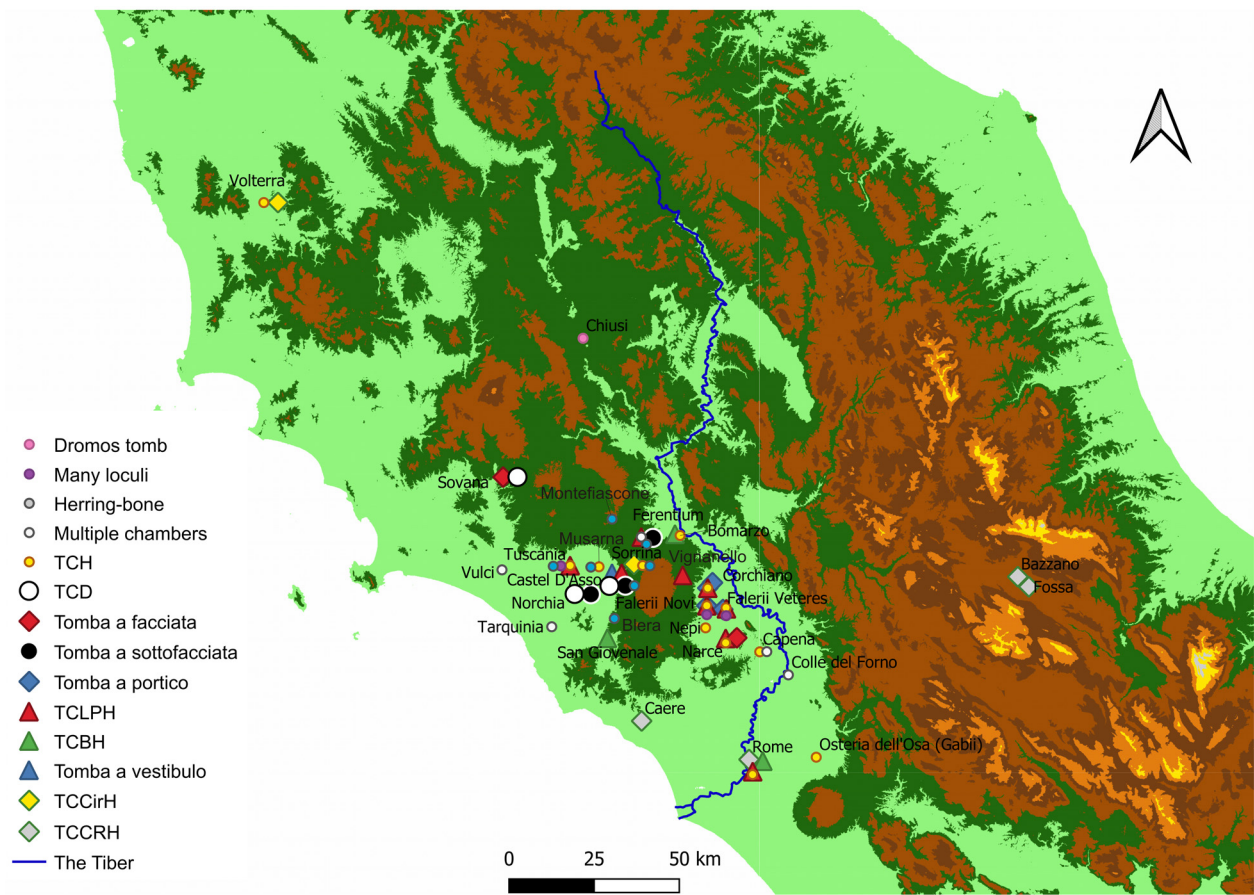 Volterra
Chiusi
Sovana
Montefiascone
Ferentium
Bomarzo
Musarna
Tuscania
Sorrina
Vignanello
Vulci
Castel D'Asso
Corchiano
Bazzano
Fossa
Norchia
Falerii Novi
Falerii Veteres
Tarquinia
Blera
Nepi
San Giovenale
Narce
Capena
Colle del Forno
Caere
Rome
Osteria dell'Osa (Gabii)
Dromos tomb
Many loculi
Herring-bone
Multiple chambers
TCH
TCD
Tomba a facciata
Tomba a sottofacciata
Tomba a portico
TCLPH
TCBH
Tomba a vestibulo
TCCirH
TCCRH
The Tiber
0 25 50 km